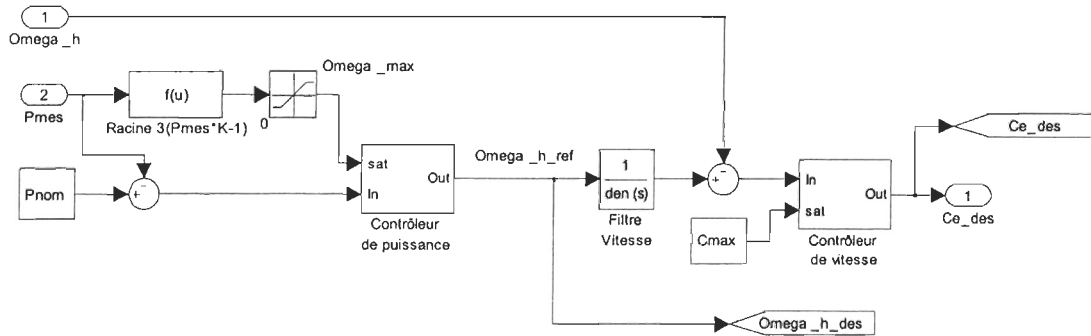 1
Omega _h
2
Pmes
f(u)
Racine 3(Pmes*K-1)
Omega _max
0
Pnom
+ -
sat
In
Out
Contrôleur
de puissance
Omega _h_ref
1
den (s)
Filtre
Vitesse
+ -
Cmax
In
sat
Out
Contrôleur
de vitesse
Ce_des
1
Ce_des
Omega _h_des